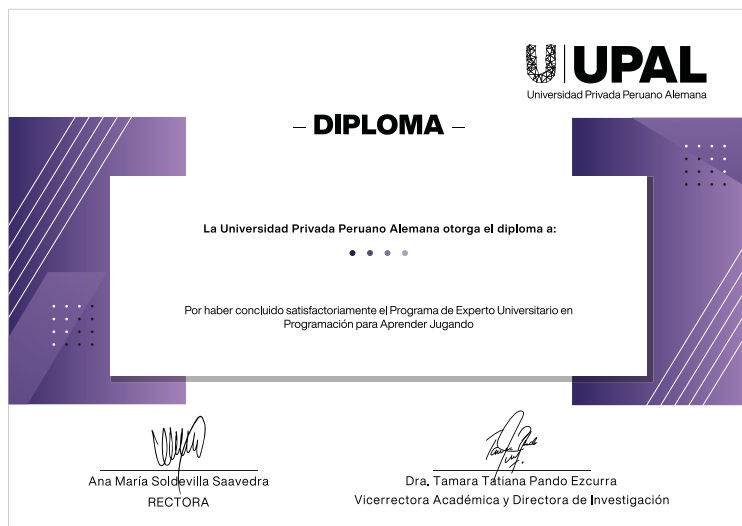 UPAL
Universidad Privada Peruano Alemana
– DIPLOMA –
La Universidad Privada Peruano Alemana otorga el diploma a:
Por haber concluido satisfactoriamente el Programa de Experto Universitario en
Programación para Aprender Jugando
Ana María Soldevilla Saavedra
RECTORA
Dra. Tamara Tatiana Pando Ezcurra
Vicerrectora Académica y Directora de Investigación